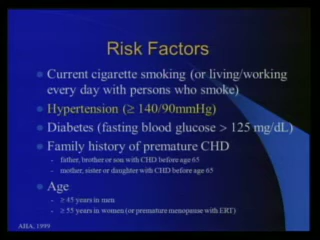 Risk Factors
Current cigarette smoking (or living/working
every day with persons who smoke)
Hypertension (≥ 140/90mmHg)
Diabetes (fasting blood glucose > 125 mg/dL)
Family history of premature CHD
- father, brother or son with CHD before age 65
- mother, sister or daughter with CHD before age 65
Age
- ≥ 45 years in men
- ≥ 55 years in women (or premature menopause with ERT)
AHA, 1999